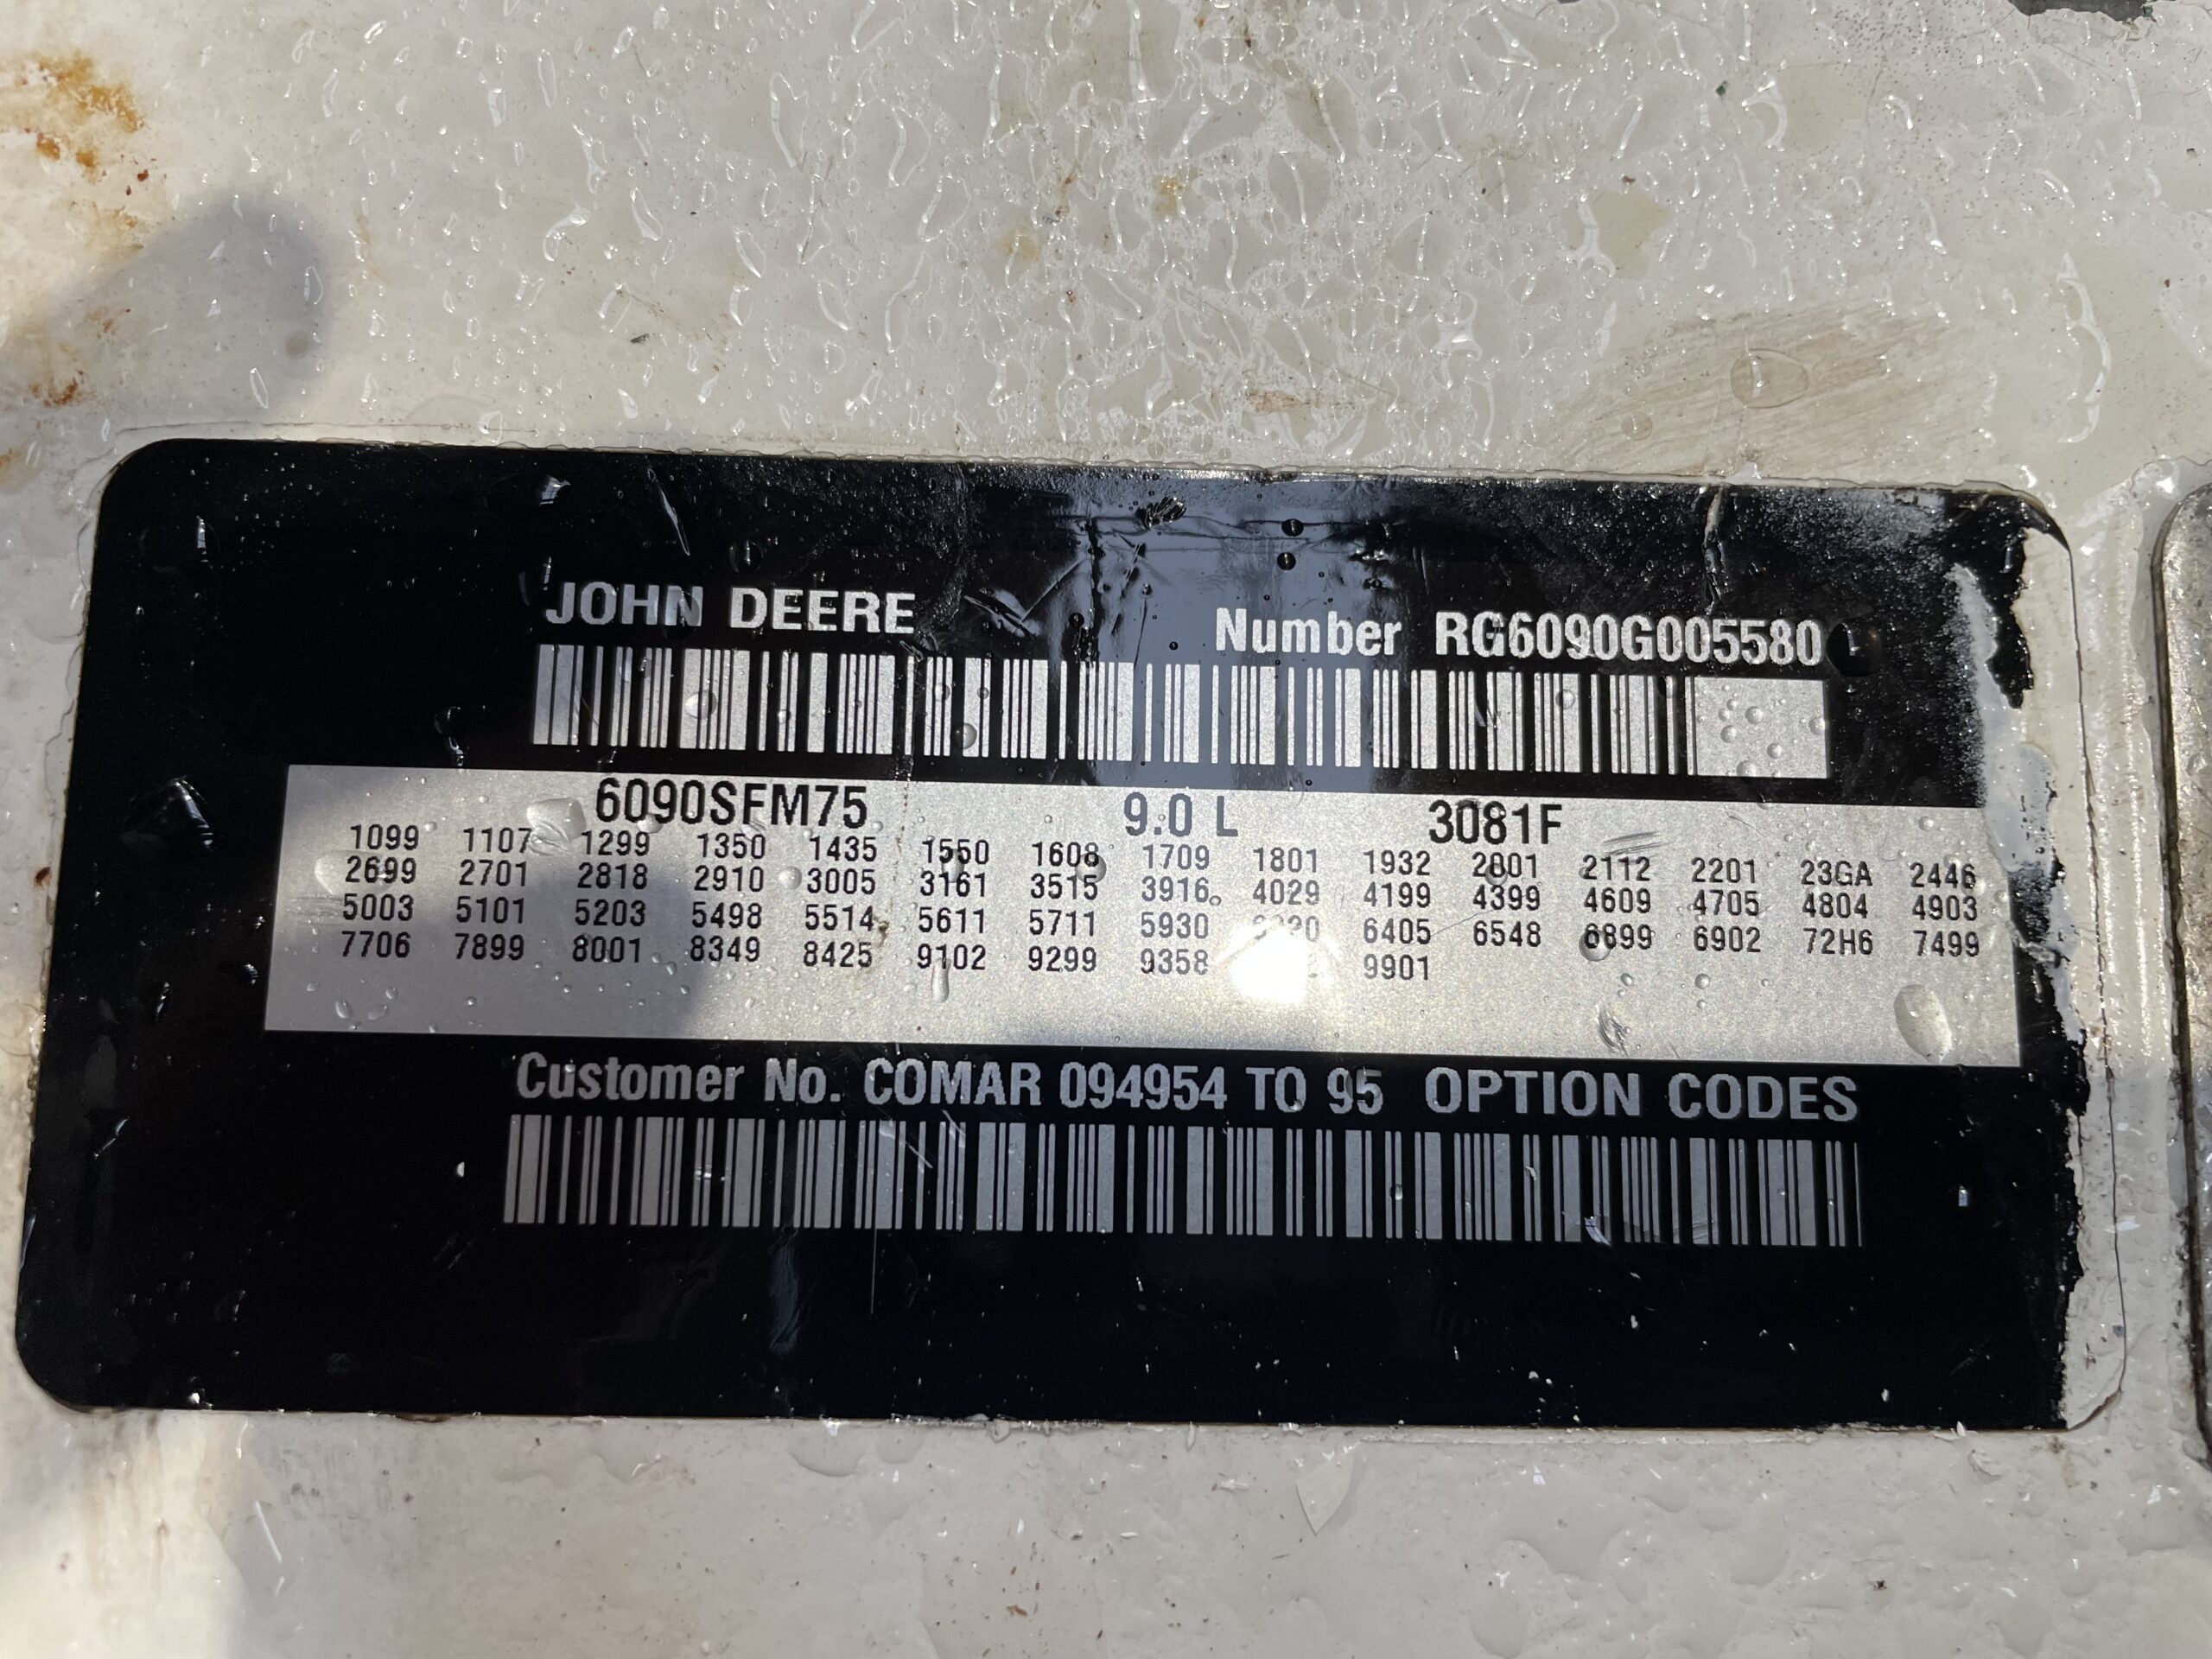 JOHN DEERE Number RG6090G005580
6090SFM75 9.0 L 3081F
1099 1107 1299 1350 1435 1550 1608 1709 1801 1932 2001 2112 2201 23GA 2446
2699 2701 2818 2910 3005 3161 3515 3916 4029 4199 4399 4609 4705 4804 4903
5003 5101 5203 5498 5514 5611 5711 5930 6405 6548 6899 6902 72H6 7499
7706 7899 8001 8349 8425 9102 9299 9358 9901
Customer No. COMAR 094954 TO 95 OPTION CODES